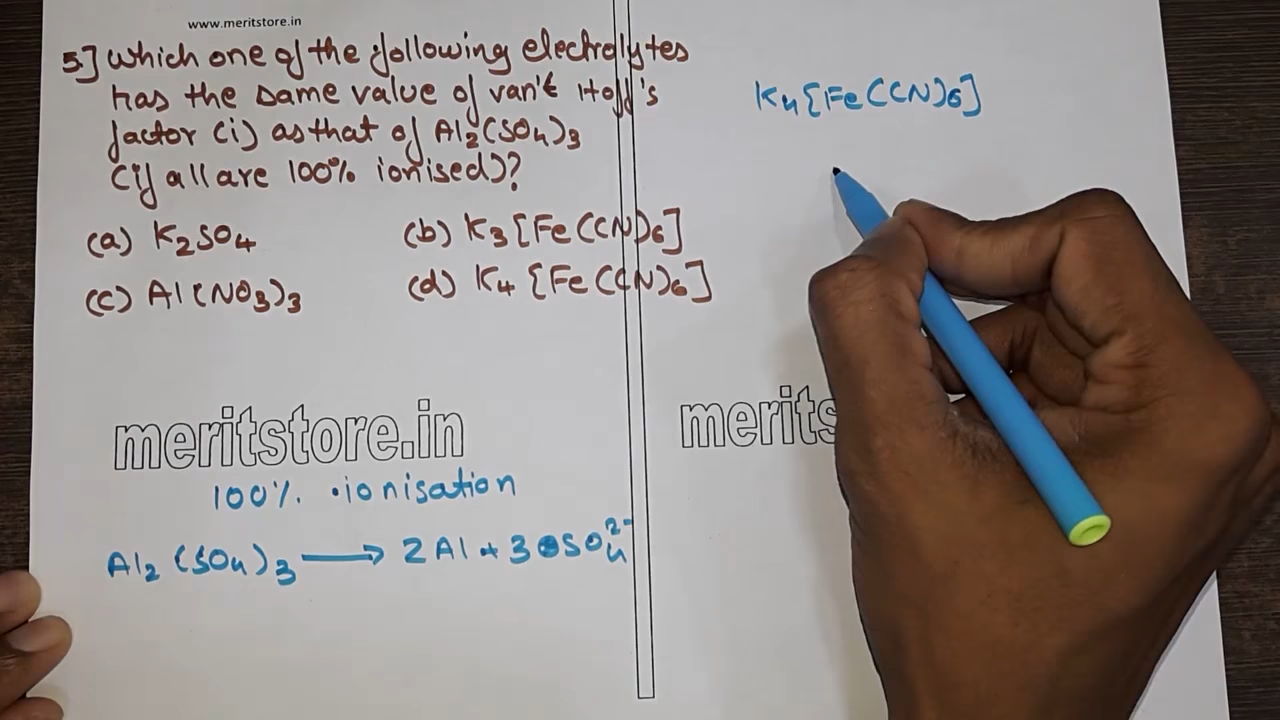 www.meritstore.in
5.] Which one of the following electrolytes
has the same value of van't Hoff's
factor (i) as that of Al₂(SO₄)₃
(if all are 100% ionised)?
(a) K₂SO₄ (b) K₃[Fe(CN)₆]
(c) Al(NO₃)₃ (d) K₄[Fe(CN)₆]
meritstore.in
100% ionisation
Al₂(SO₄)₃ ⟶ 2Al + 3SO₄²⁻
K₄[Fe(CN)₆]
merits